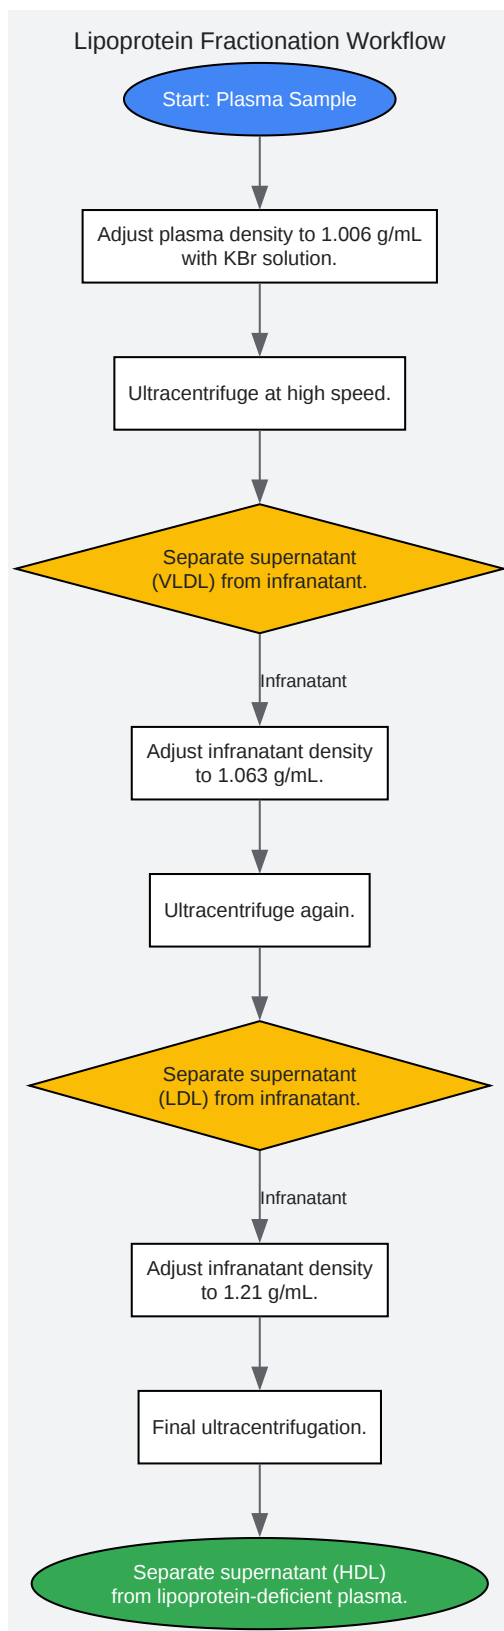 Lipoprotein Fractionation Workflow
Start: Plasma Sample
Adjust plasma density to 1.006 g/mL
with KBr solution.
Ultracentrifuge at high speed.
Separate supernatant
(VLDL) from infranatant.
Infranatant
Adjust infranatant density
to 1.063 g/mL.
Ultracentrifuge again.
Separate supernatant
(LDL) from infranatant.
Infranatant
Adjust infranatant density
to 1.21 g/mL.
Final ultracentrifugation.
Separate supernatant (HDL)
from lipoprotein-deficient plasma.